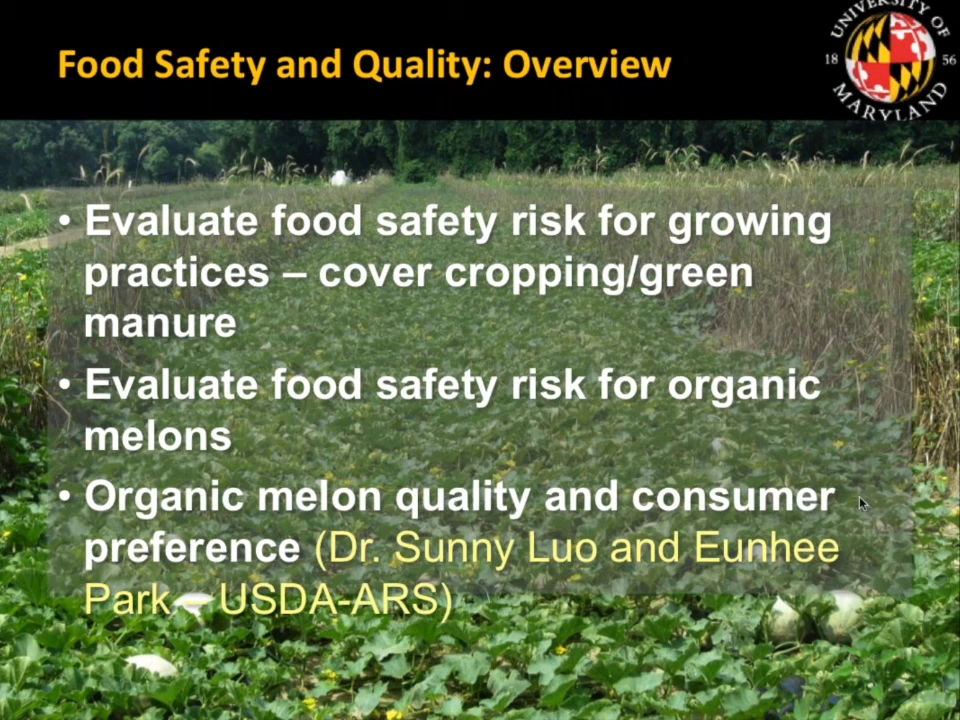 Food Safety and Quality: Overview
UNIVERSITY OF
18 56
MARYLAND
• Evaluate food safety risk for growing
practices – cover cropping/green
manure
• Evaluate food safety risk for organic
melons
• Organic melon quality and consumer
preference (Dr. Sunny Luo and Eunhee
Park – USDA-ARS)